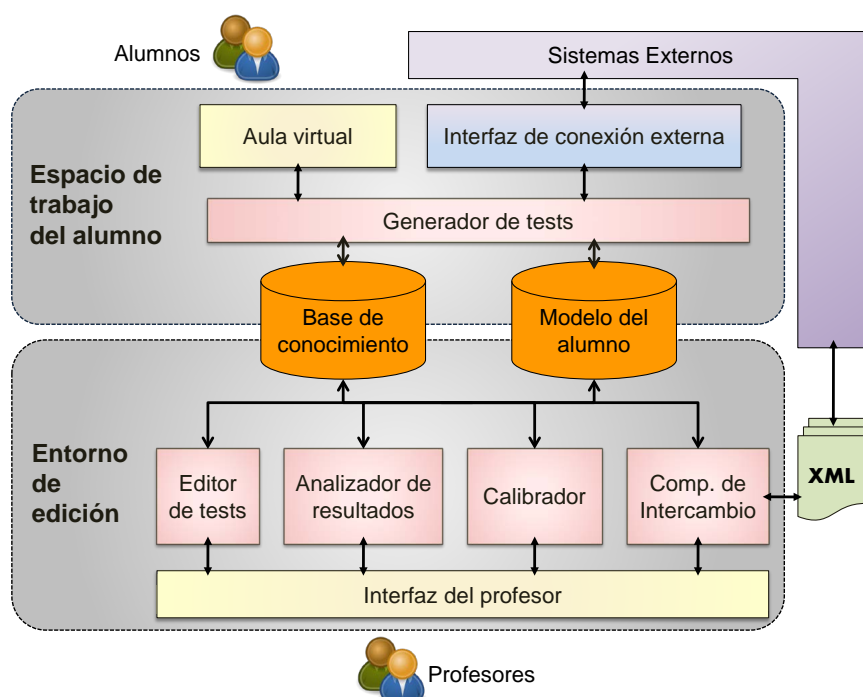 Alumnos
Sistemas Externos
Aula virtual
Interfaz de conexión externa
Espacio de
trabajo
del alumno
Generador de tests
Base de
conocimiento
Modelo del
alumno
Entorno
de
edición
Editor
de tests
Analizador de
resultados
Calibrador
Comp. de
Intercambio
XML
Interfaz del profesor
Profesores